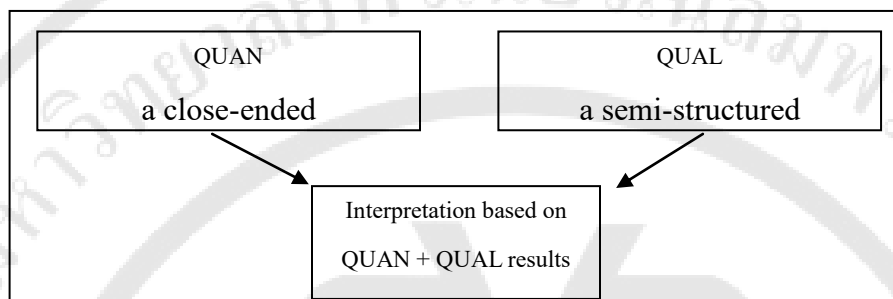 QUAN
a close-ended
QUAL
a semi-structured
Interpretation based on
QUAN + QUAL results